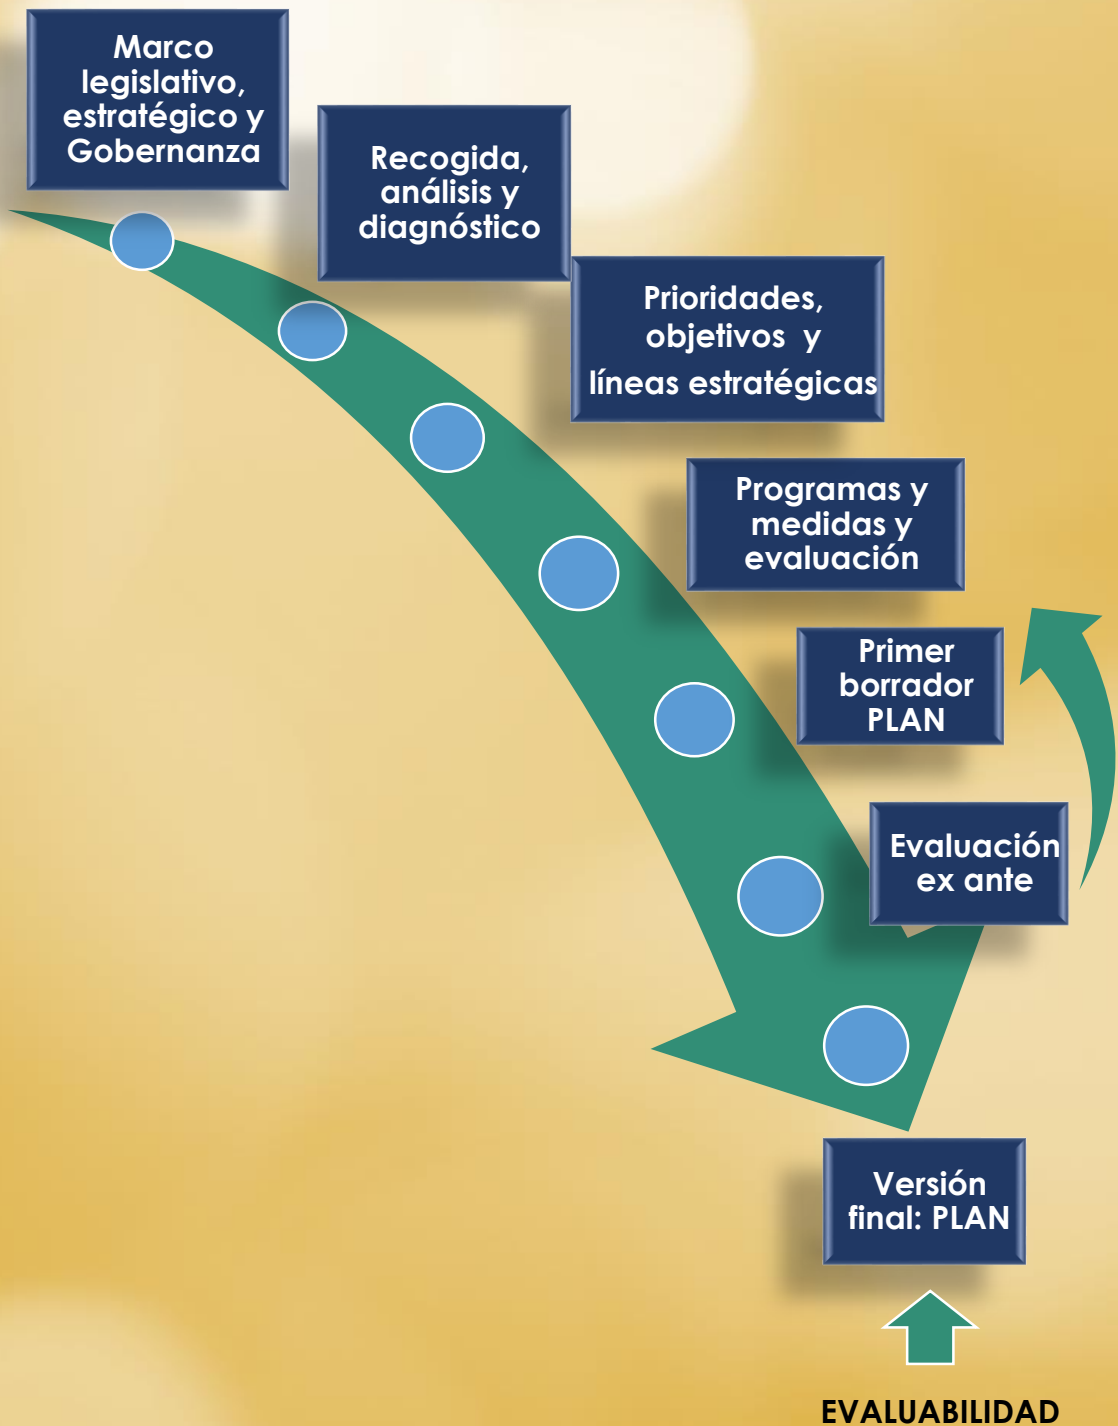 Marco
legislativo,
estratégico y
Gobernanza
Recogida,
análisis y
diagnóstico
Prioridades,
objetivos y
líneas estratégicas
Programas y
medidas y
evaluación
Primer
borrador
PLAN
Evaluación
ex ante
Versión
final: PLAN
EVALUABILIDAD